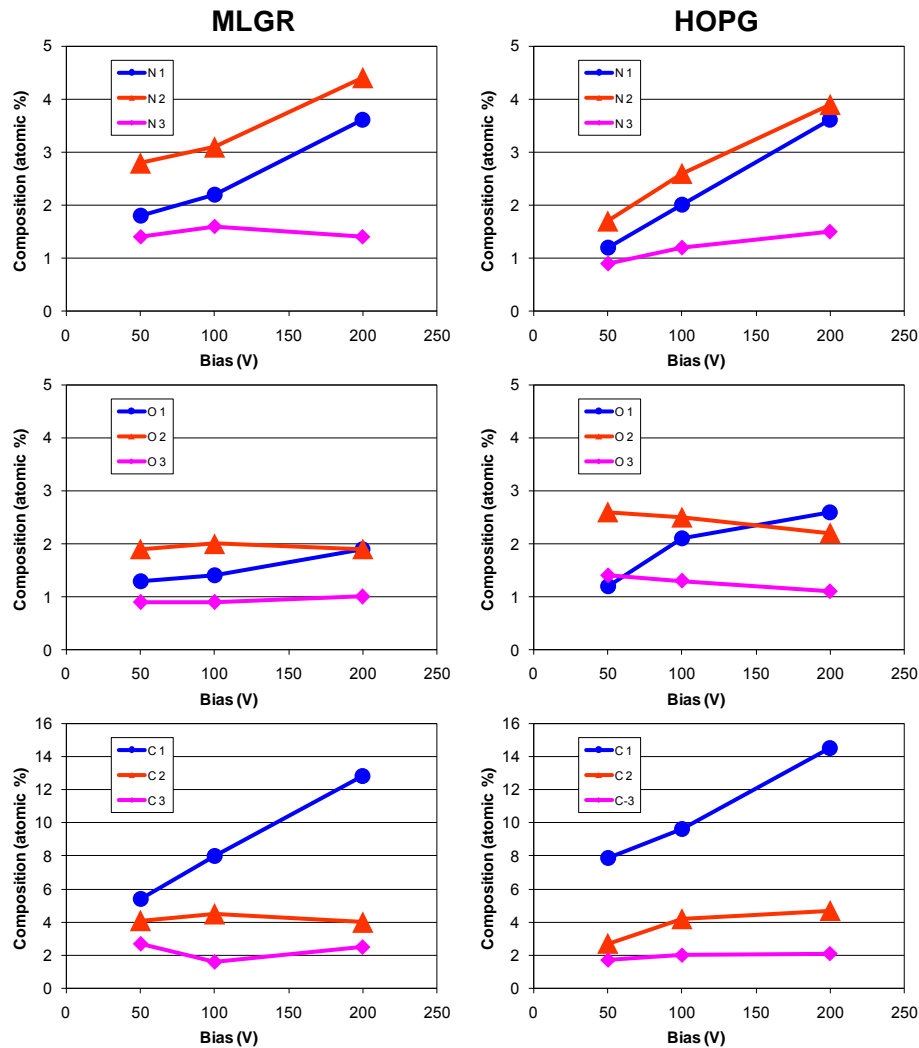 MLGR
HOPG
Composition (atomic %)
5
4
3
2
1
0
N 1
N 2
N 3
0 50 100 150 200 250
Bias (V)
Composition (atomic %)
5
4
3
2
1
0
N 1
N 2
N 3
0 50 100 150 200 250
Bias (V)
Composition (atomic %)
5
4
3
2
1
0
O 1
O 2
O 3
0 50 100 150 200 250
Bias (V)
Composition (atomic %)
5
4
3
2
1
0
O 1
O 2
O 3
0 50 100 150 200 250
Bias (V)
Composition (atomic %)
16
14
12
10
8
6
4
2
0
C 1
C 2
C 3
0 50 100 150 200 250
Bias (V)
Composition (atomic %)
16
14
12
10
8
6
4
2
0
C 1
C 2
C-3
0 50 100 150 200 250
Bias (V)